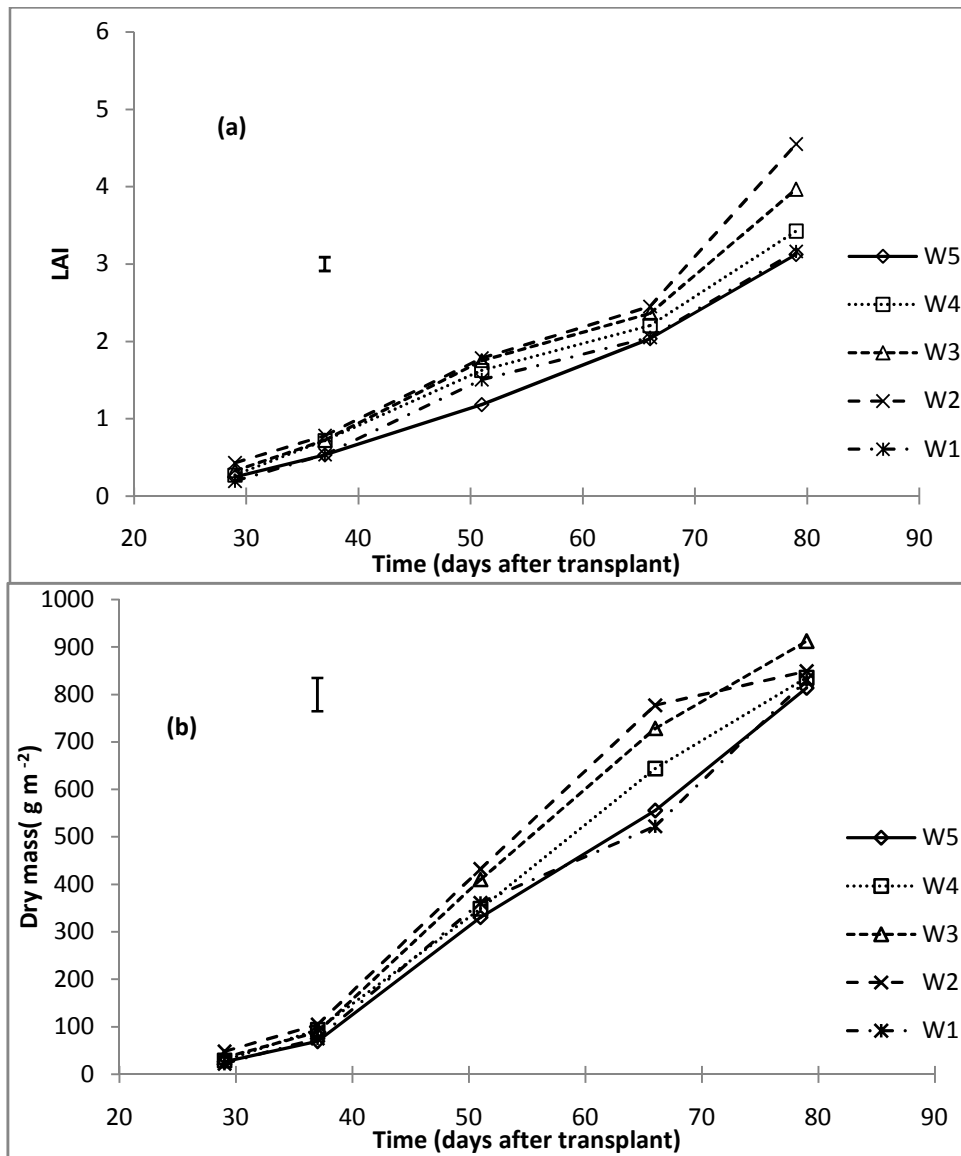 6
5
4
3
2
1
0
(a)
LAI
20 30 40 50 60 70 80 90
Time (days after transplant)
W5
W4
W3
W2
W1
1000
900
800
700
600
500
400
300
200
100
0
(b)
Dry mass( g m -2)
20 30 40 50 60 70 80 90
Time (days after transplant)
W5
W4
W3
W2
W1